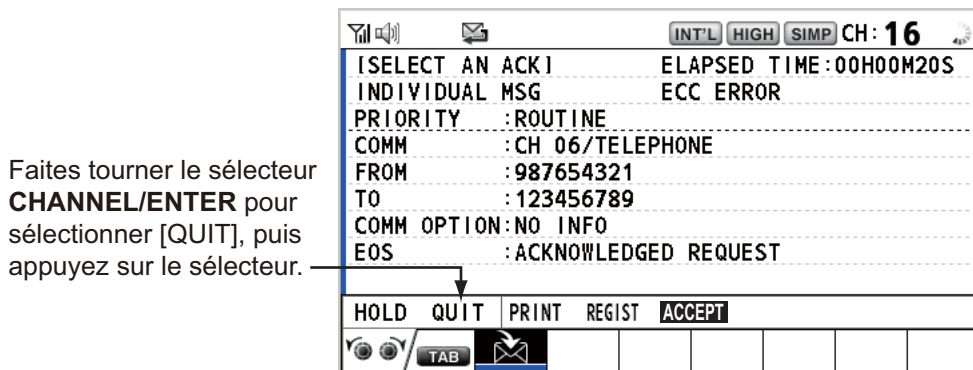 INT'L HIGH SIMP CH: 16
[SELECT AN ACK] ELAPSED TIME:00H00M20S
INDIVIDUAL MSG ECC ERROR
PRIORITY :ROUTINE
COMM :CH 06/TELEPHONE
FROM :987654321
TO :123456789
COMM OPTION:NO INFO
EOS :ACKNOWLEDGED REQUEST
HOLD QUIT PRINT REGIST ACCEPT
TAB
Faites tourner le sélecteur
CHANNEL/ENTER pour
sélectionner [QUIT], puis
appuyez sur le sélecteur.